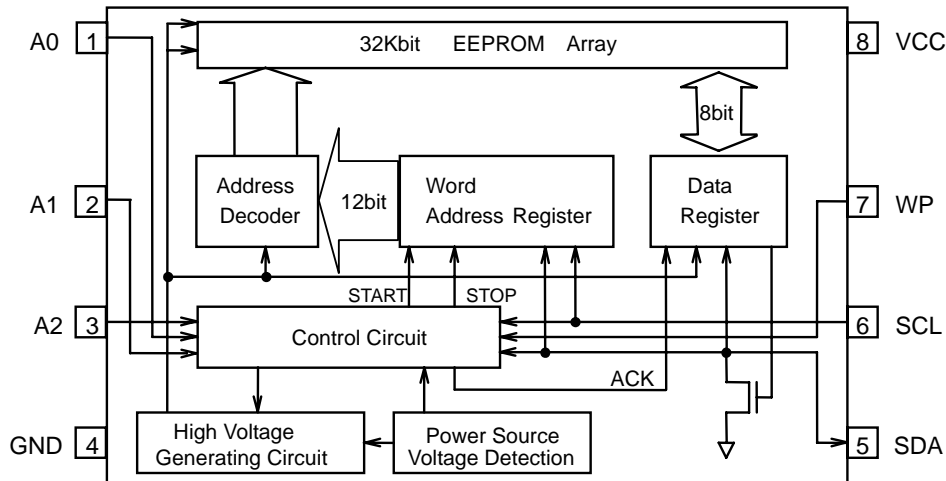 A0 1
32Kbit EEPROM Array
8 VCC
8bit
A1 2
Address
Decoder
12bit
Word
Address Register
Data
Register
7 WP
START
STOP
A2 3
Control Circuit
6 SCL
ACK
GND 4
High Voltage
Generating Circuit
Power Source
Voltage Detection
5 SDA